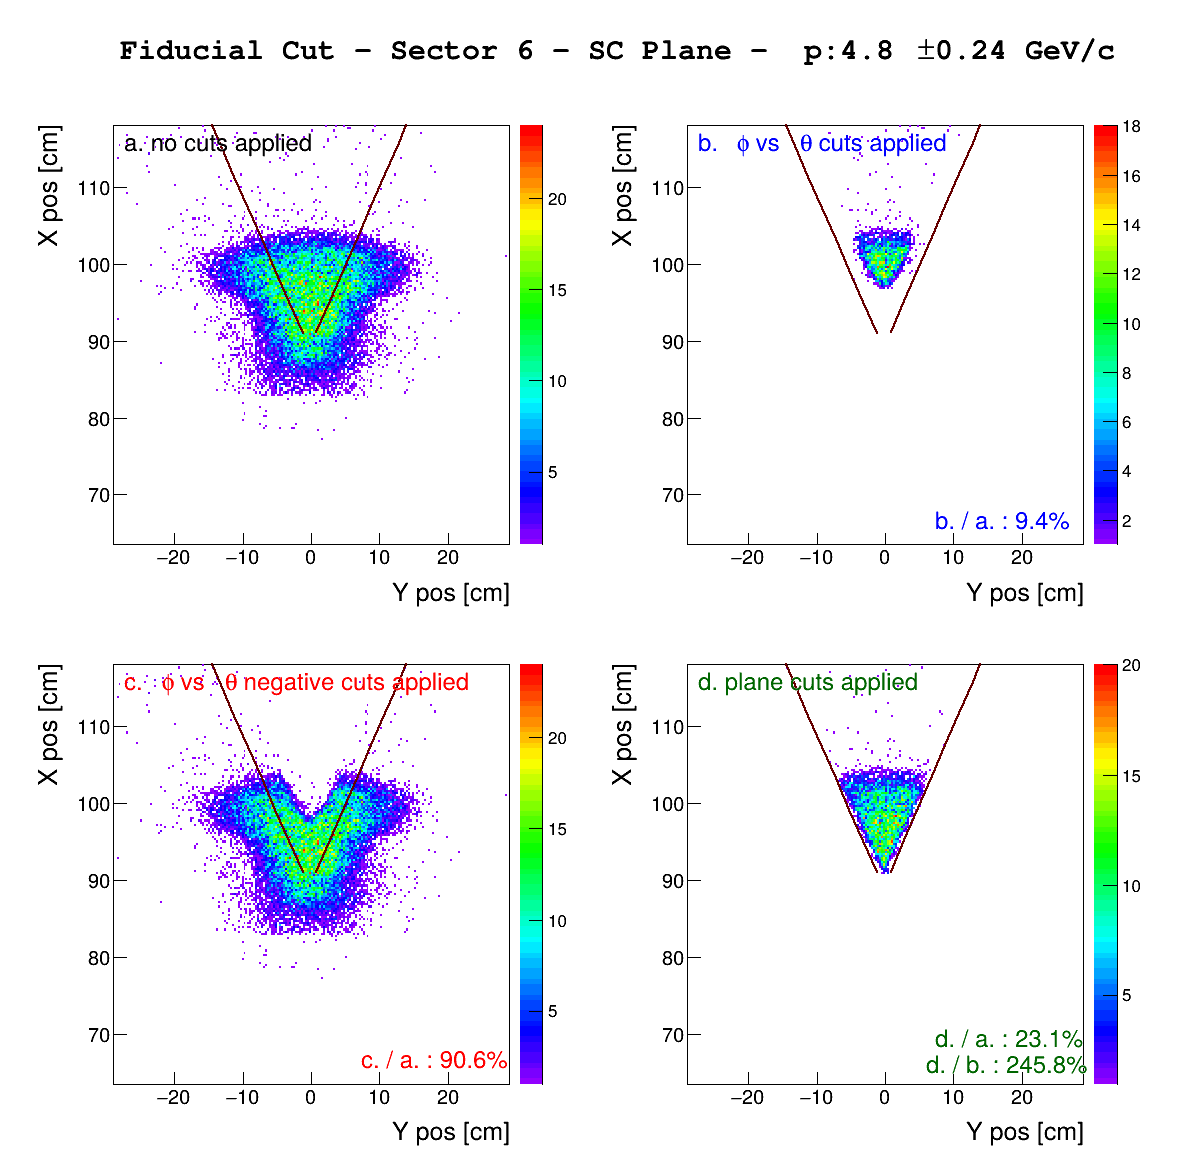 Fiducial Cut – Sector 6 – SC Plane – p:4.8 ±0.24 GeV/c
a. no cuts applied
X pos [cm]
110
100
90
80
70
−20 −10 0 10 20
Y pos [cm]
20
15
10
5
b. ϕ vs θ cuts applied
X pos [cm]
110
100
90
80
70
b. / a. : 9.4%
−20 −10 0 10 20
Y pos [cm]
18
16
14
12
10
8
6
4
2
c. ϕ vs θ negative cuts applied
X pos [cm]
110
100
90
80
70
c. / a. : 90.6%
−20 −10 0 10 20
Y pos [cm]
20
15
10
5
d. plane cuts applied
X pos [cm]
110
100
90
80
70
d. / a. : 23.1%
d. / b. : 245.8%
−20 −10 0 10 20
Y pos [cm]
20
15
10
5